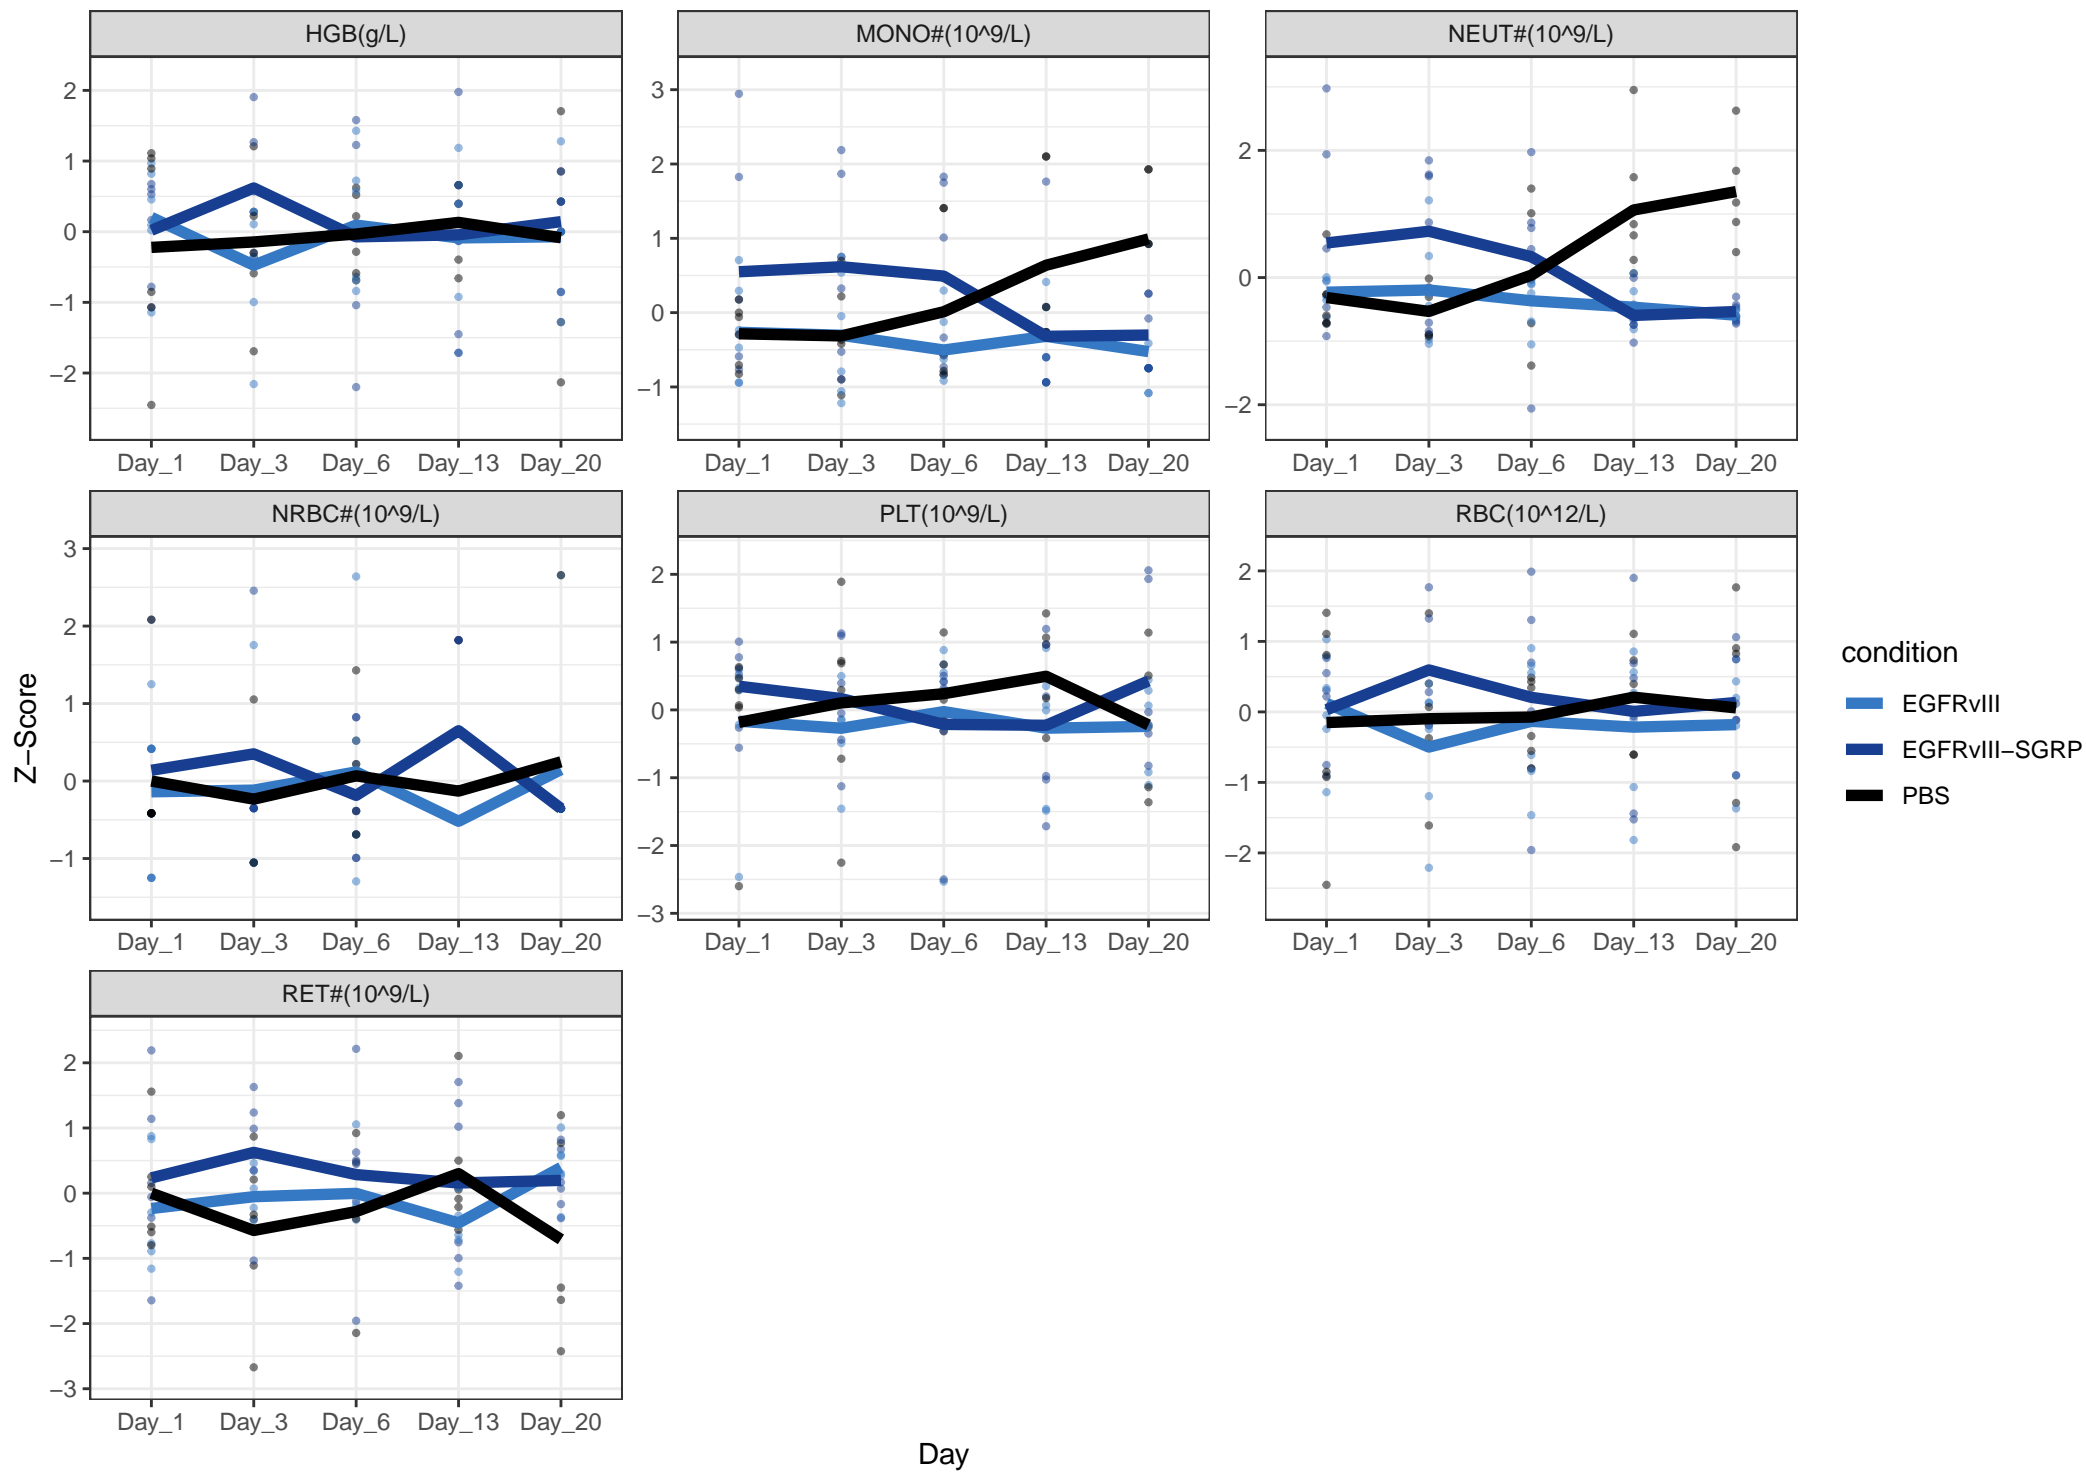 HGB(g/L)
MONO#(10^9/L)
NEUT#(10^9/L)
2
1
0
−1
−2
3
2
1
0
−1
2
0
−2
Day_1 Day_3 Day_6 Day_13 Day_20
Day_1 Day_3 Day_6 Day_13 Day_20
Day_1 Day_3 Day_6 Day_13 Day_20
NRBC#(10^9/L)
PLT(10^9/L)
RBC(10^12/L)
3
2
1
0
−1
2
1
0
−1
−2
−3
2
1
0
−1
−2
Day_1 Day_3 Day_6 Day_13 Day_20
Day_1 Day_3 Day_6 Day_13 Day_20
Day_1 Day_3 Day_6 Day_13 Day_20
RET#(10^9/L)
2
1
0
−1
−2
−3
Day_1 Day_3 Day_6 Day_13 Day_20
Z−Score
Day
condition
EGFRvIII
EGFRvIII−SGRP
PBS